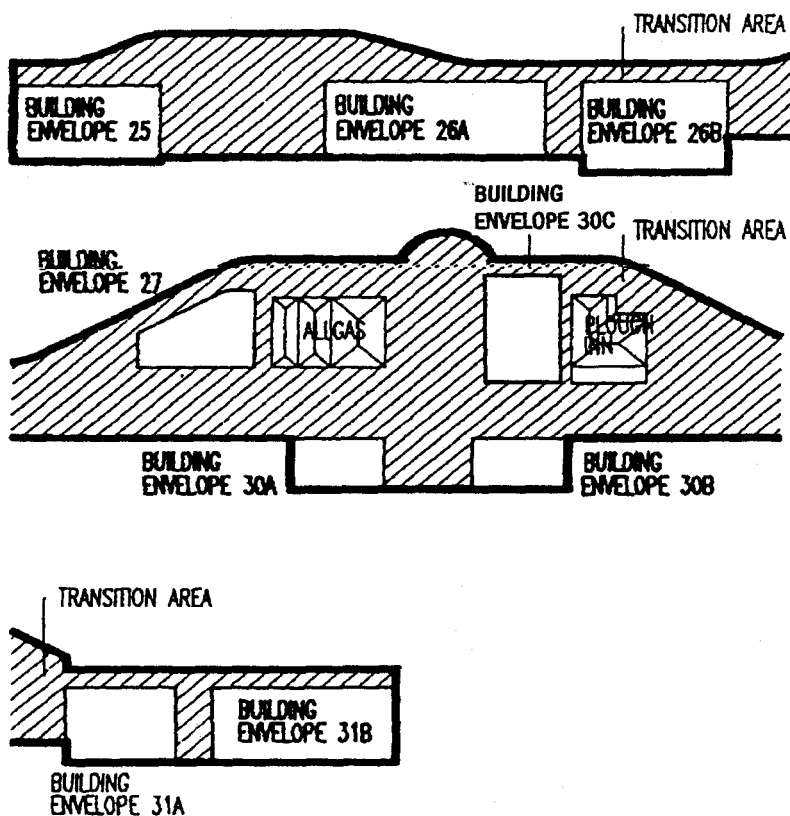 TRANSITION AREA
BUILDING
ENVELOPE 25
BUILDING
ENVELOPE 26A
BUILDING
ENVELOPE 26B
BUILDING
ENVELOPE 30C
TRANSITION AREA
BUILDING
ENVELOPE 27
ALLGAS
PLOUGH
INN
BUILDING
ENVELOPE 30A
BUILDING
ENVELOPE 30B
TRANSITION AREA
BUILDING
ENVELOPE 31B
BUILDING
ENVELOPE 31A